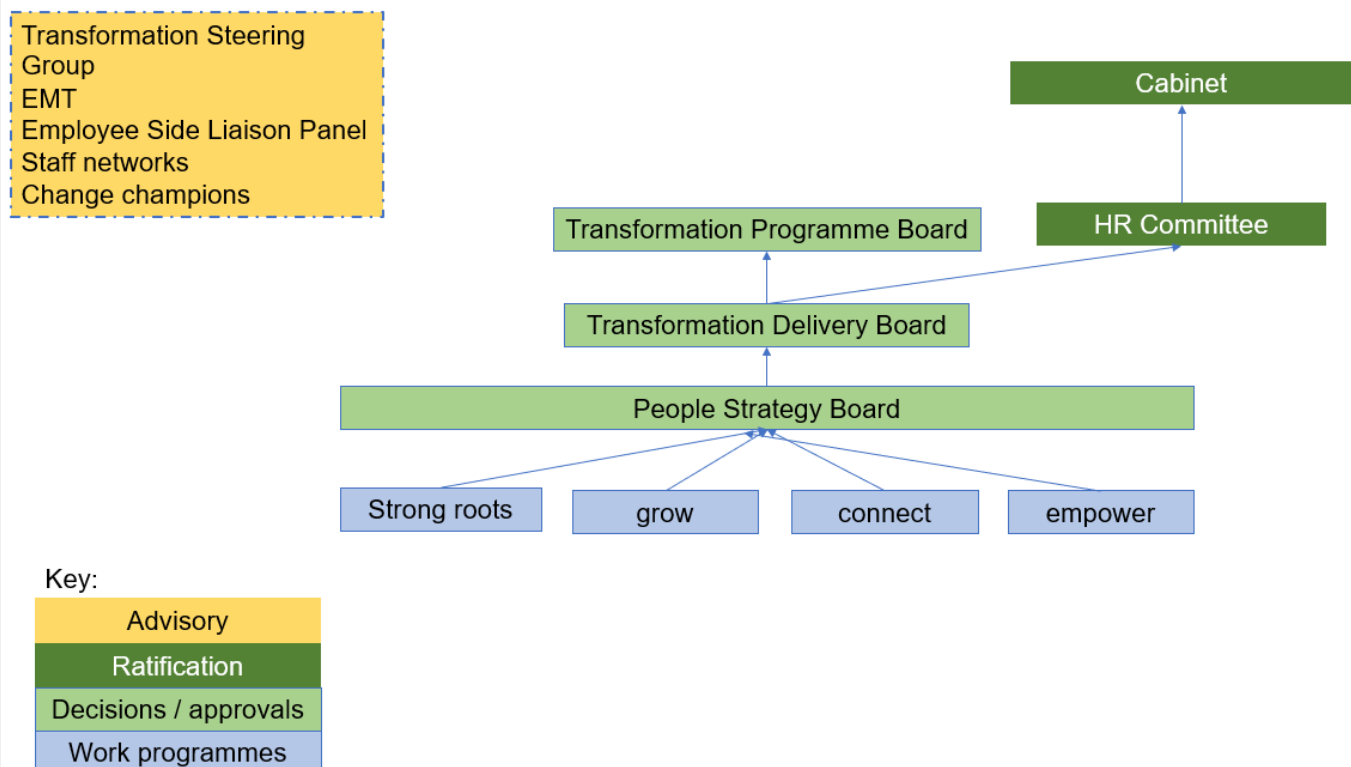 Transformation Steering
Group
EMT
Employee Side Liaison Panel
Staff networks
Change champions
Cabinet
HR Committee
Transformation Programme Board
Transformation Delivery Board
People Strategy Board
Strong roots
grow
connect
empower
Key:
Advisory
Ratification
Decisions / approvals
Work programmes